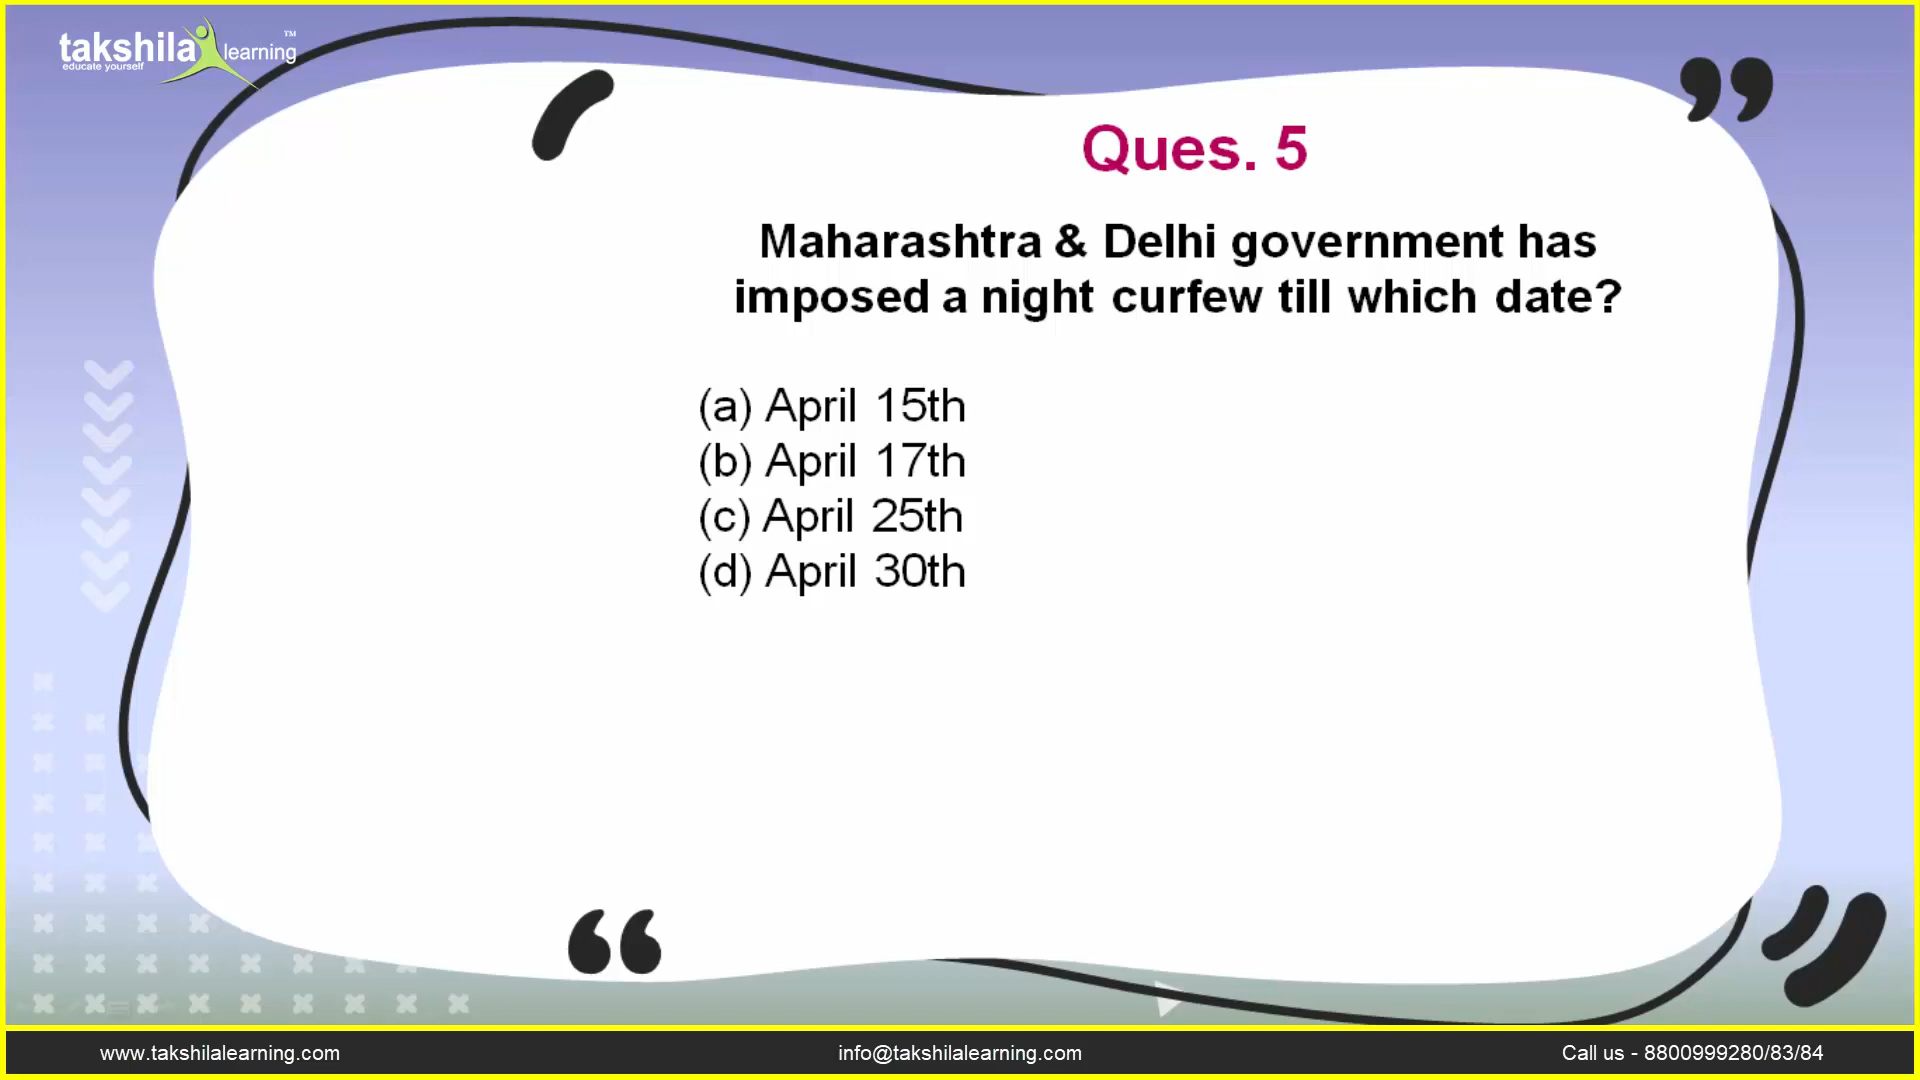 takshila learning TM
educate yourself
Ques. 5
Maharashtra & Delhi government has
imposed a night curfew till which date?
(a) April 15th
(b) April 17th
(c) April 25th
(d) April 30th
www.takshilalearning.com
info@takshilalearning.com
Call us - 8800999280/83/84